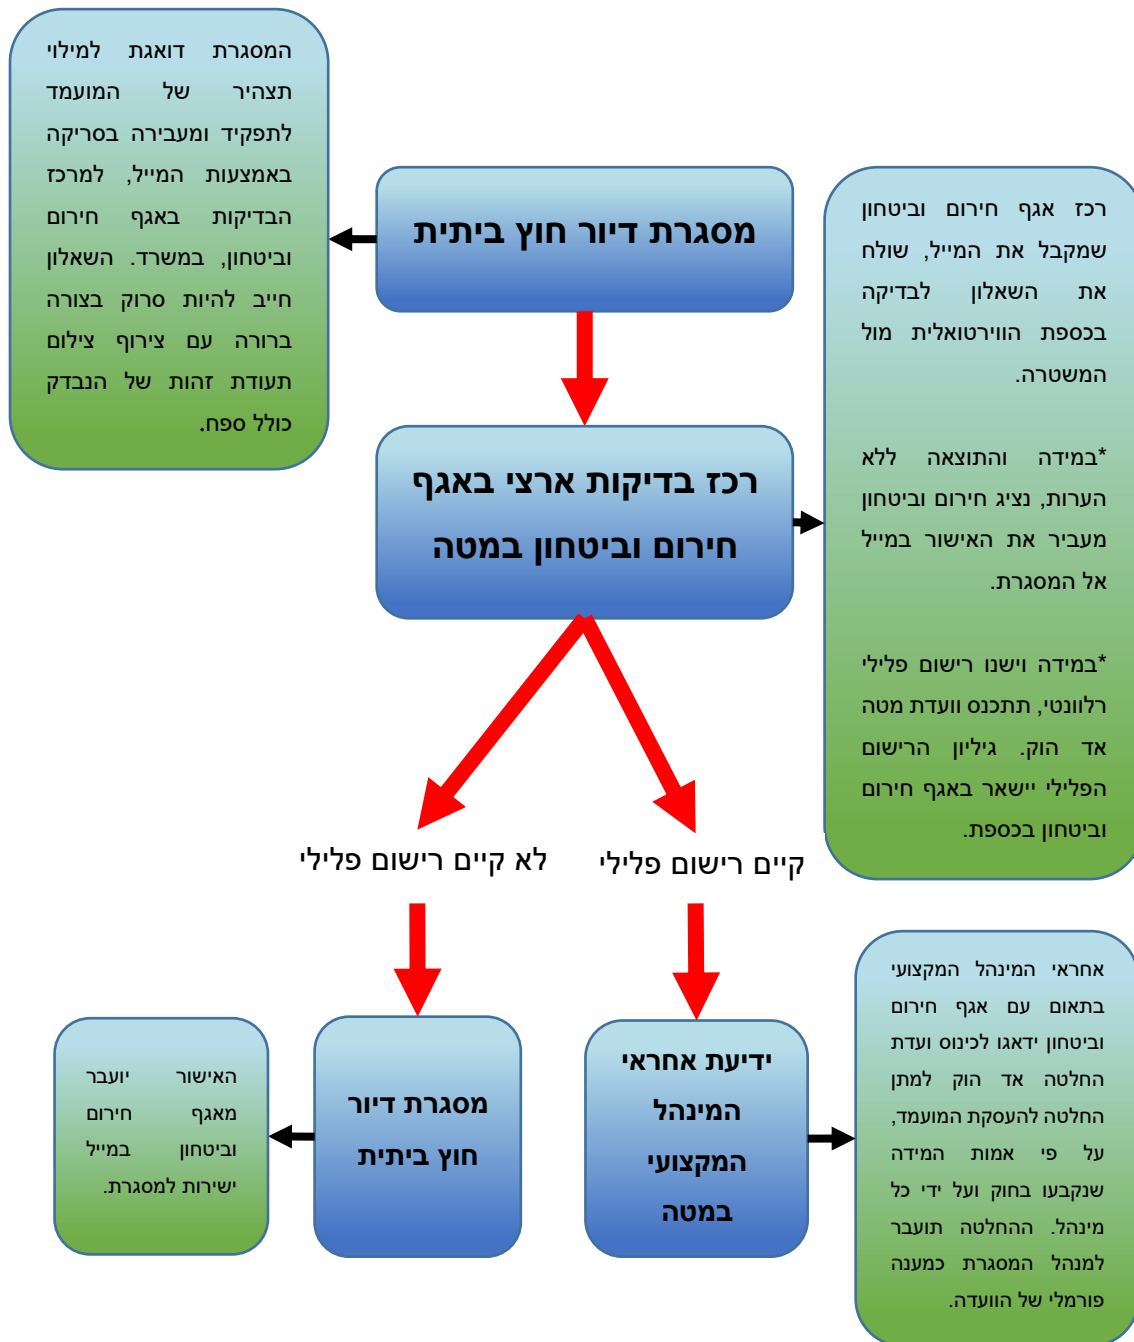 המסגרת דואגת למילוי
תצהיר של המועמד
לתפקיד ומעבירה בסריקה
באמצעות המייל, למרכז
הבדיקות באגף חירום
וביטחון, במשרד. השאלון
חייב להיות סרוק בצורה
ברורה עם צירוף צילום
תעודת זהות של הנבדק
כולל ספח.
מסגרת דיור חוץ ביתית
רכז אגף חירום וביטחון
שמקבל את המייל, שולח
את השאלון לבדיקה
בכספת הווירטואלית מול
המשטרה.
*במידה והתוצאה ללא
הערות, נציג חירום וביטחון
מעביר את האישור במייל
אל המסגרת.
*במידה וישנו רישום פלילי
רלוונטי, תתכנס וועדת מטה
אד הוק. גיליון הרישום
הפלילי יישאר באגף חירום
וביטחון בכספת.
רכז בדיקות ארצי באגף
חירום וביטחון במטה
קיים רישום פלילי
לא קיים רישום פלילי
אחראי המינהל המקצועי
בתאום עם אגף חירום
וביטחון ידאגו לכינוס ועדת
החלטה אד הוק למתן
החלטה להעסקת המועמד,
על פי אמות המידה
שנקבעו בחוק ועל ידי כל
מינהל. ההחלטה תועבר
למנהל המסגרת כמענה
פורמלי של הוועדה.
ידיעת אחראי
המינהל
המקצועי
במטה
מסגרת דיור
חוץ ביתית
האישור יועבר
מאגף חירום
וביטחון במייל
ישירות למסגרת.